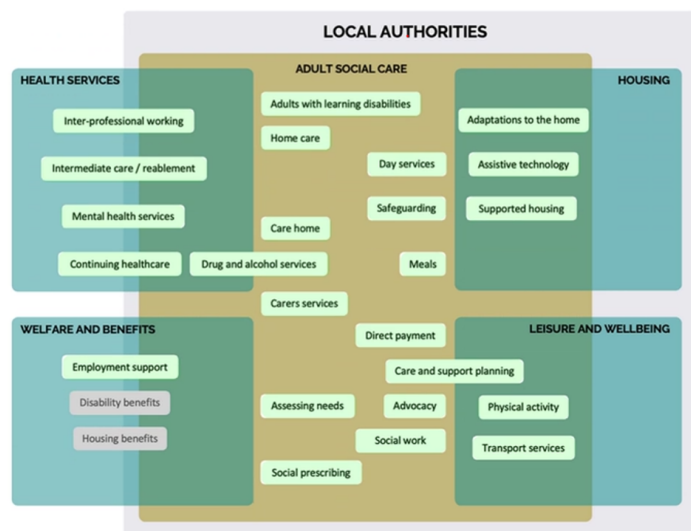 LOCAL AUTHORITIES
ADULT SOCIAL CARE
HEALTH SERVICES
HOUSING
Adults with learning disabilities
Inter-professional working
Adaptations to the home
Home care
Intermediate care / reablement
Day services
Assistive technology
Mental health services
Safeguarding
Supported housing
Care home
Continuing healthcare
Drug and alcohol services
Meals
Carers services
WELFARE AND BENEFITS
LEISURE AND WELLBEING
Direct payment
Employment support
Care and support planning
Disability benefits
Assessing needs
Advocacy
Physical activity
Housing benefits
Social work
Transport services
Social prescribing